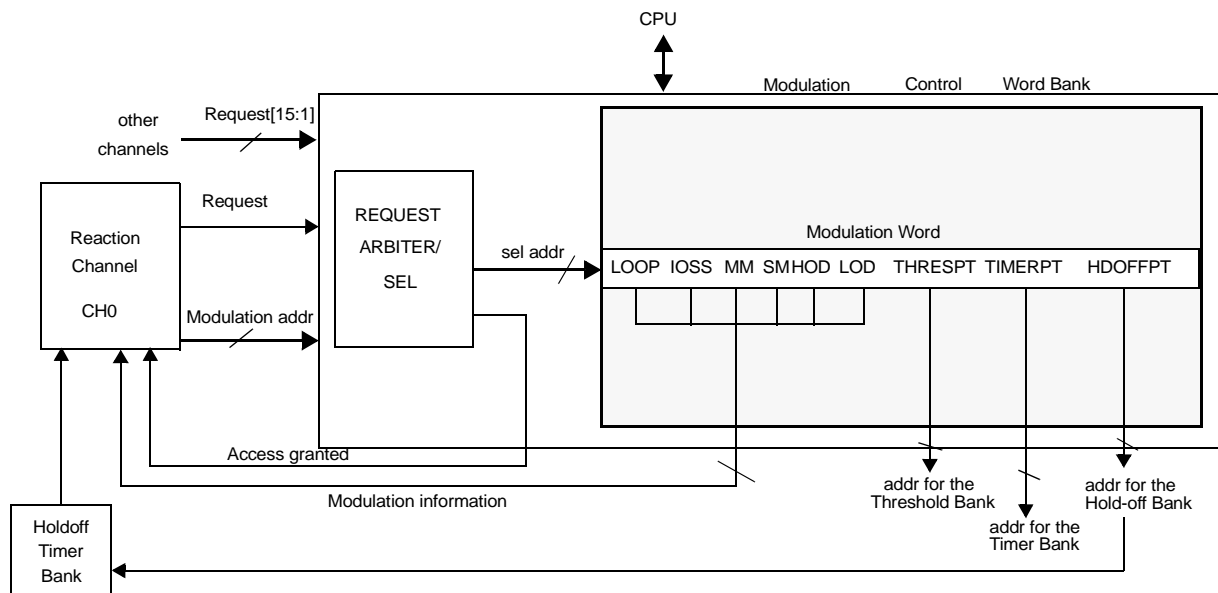 CPU
Modulation Control Word Bank
other
channels
Request[15:1]
Request
Reaction
Channel
CH0
Modulation addr
REQUEST
ARBITER/
SEL
sel addr
Modulation Word
LOOP IOSS MM SM HOD LOD THRESPT TIMERPT HDOFFPT
Access granted
Modulation information
addr for the
Threshold Bank
addr for the
Timer Bank
addr for the
Hold-off Bank
Holdoff
Timer
Bank